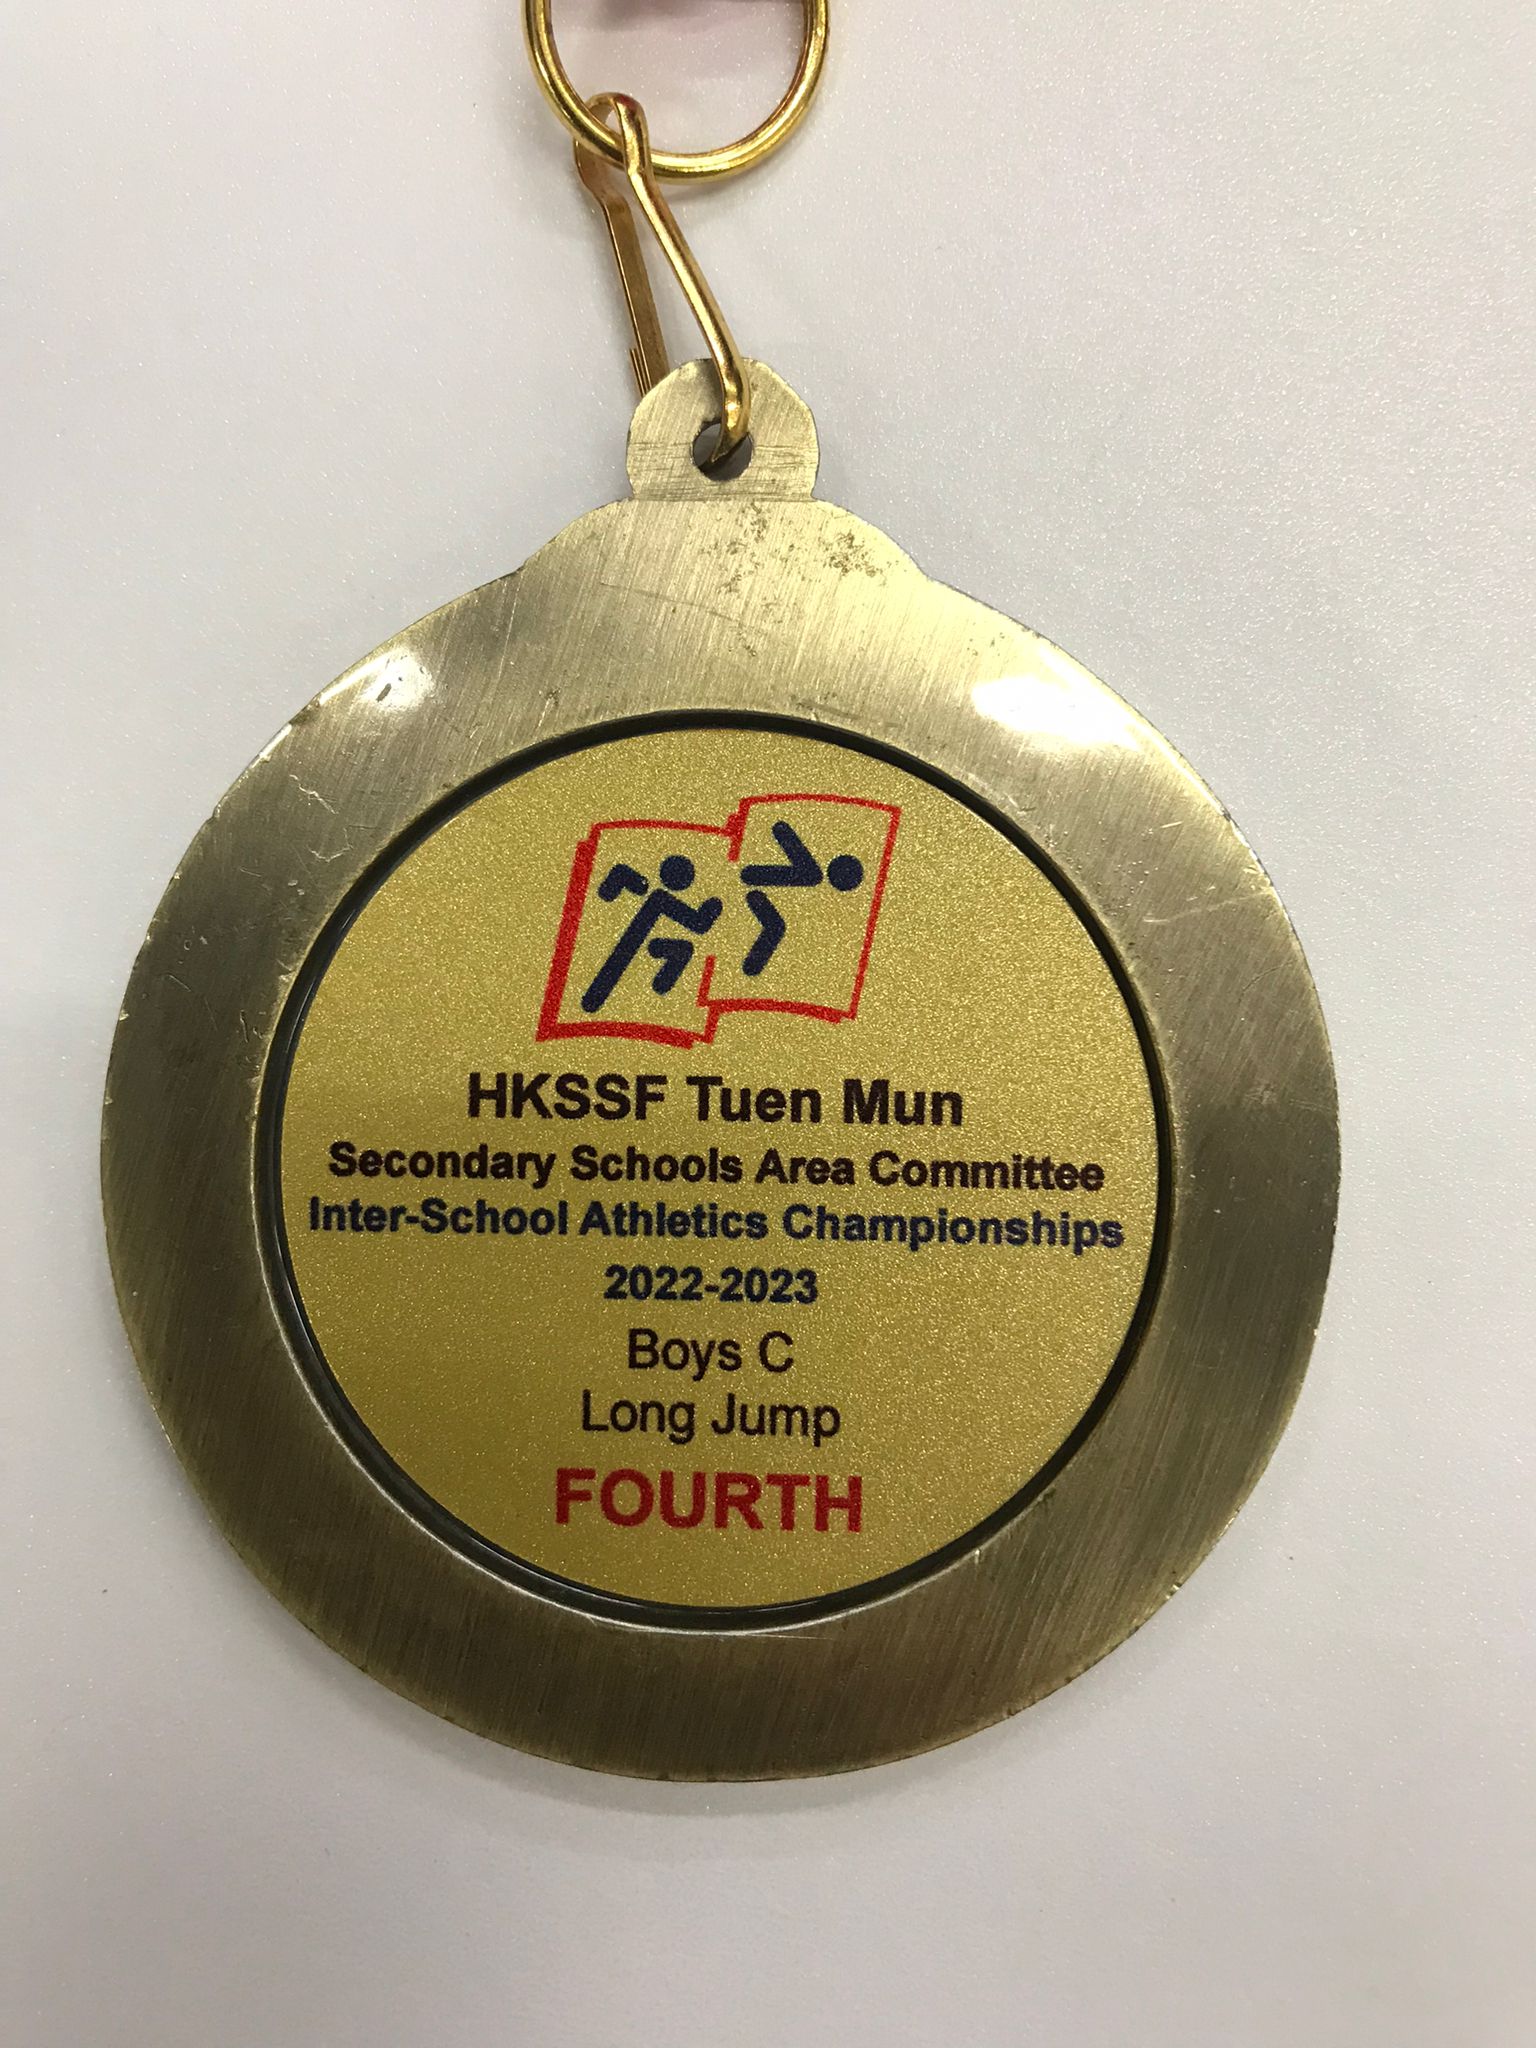 HKSSF Tuen Mun
Secondary Schools Area Committee
Inter-School Athletics Championships
2022-2023
Boys C
Long Jump
FOURTH